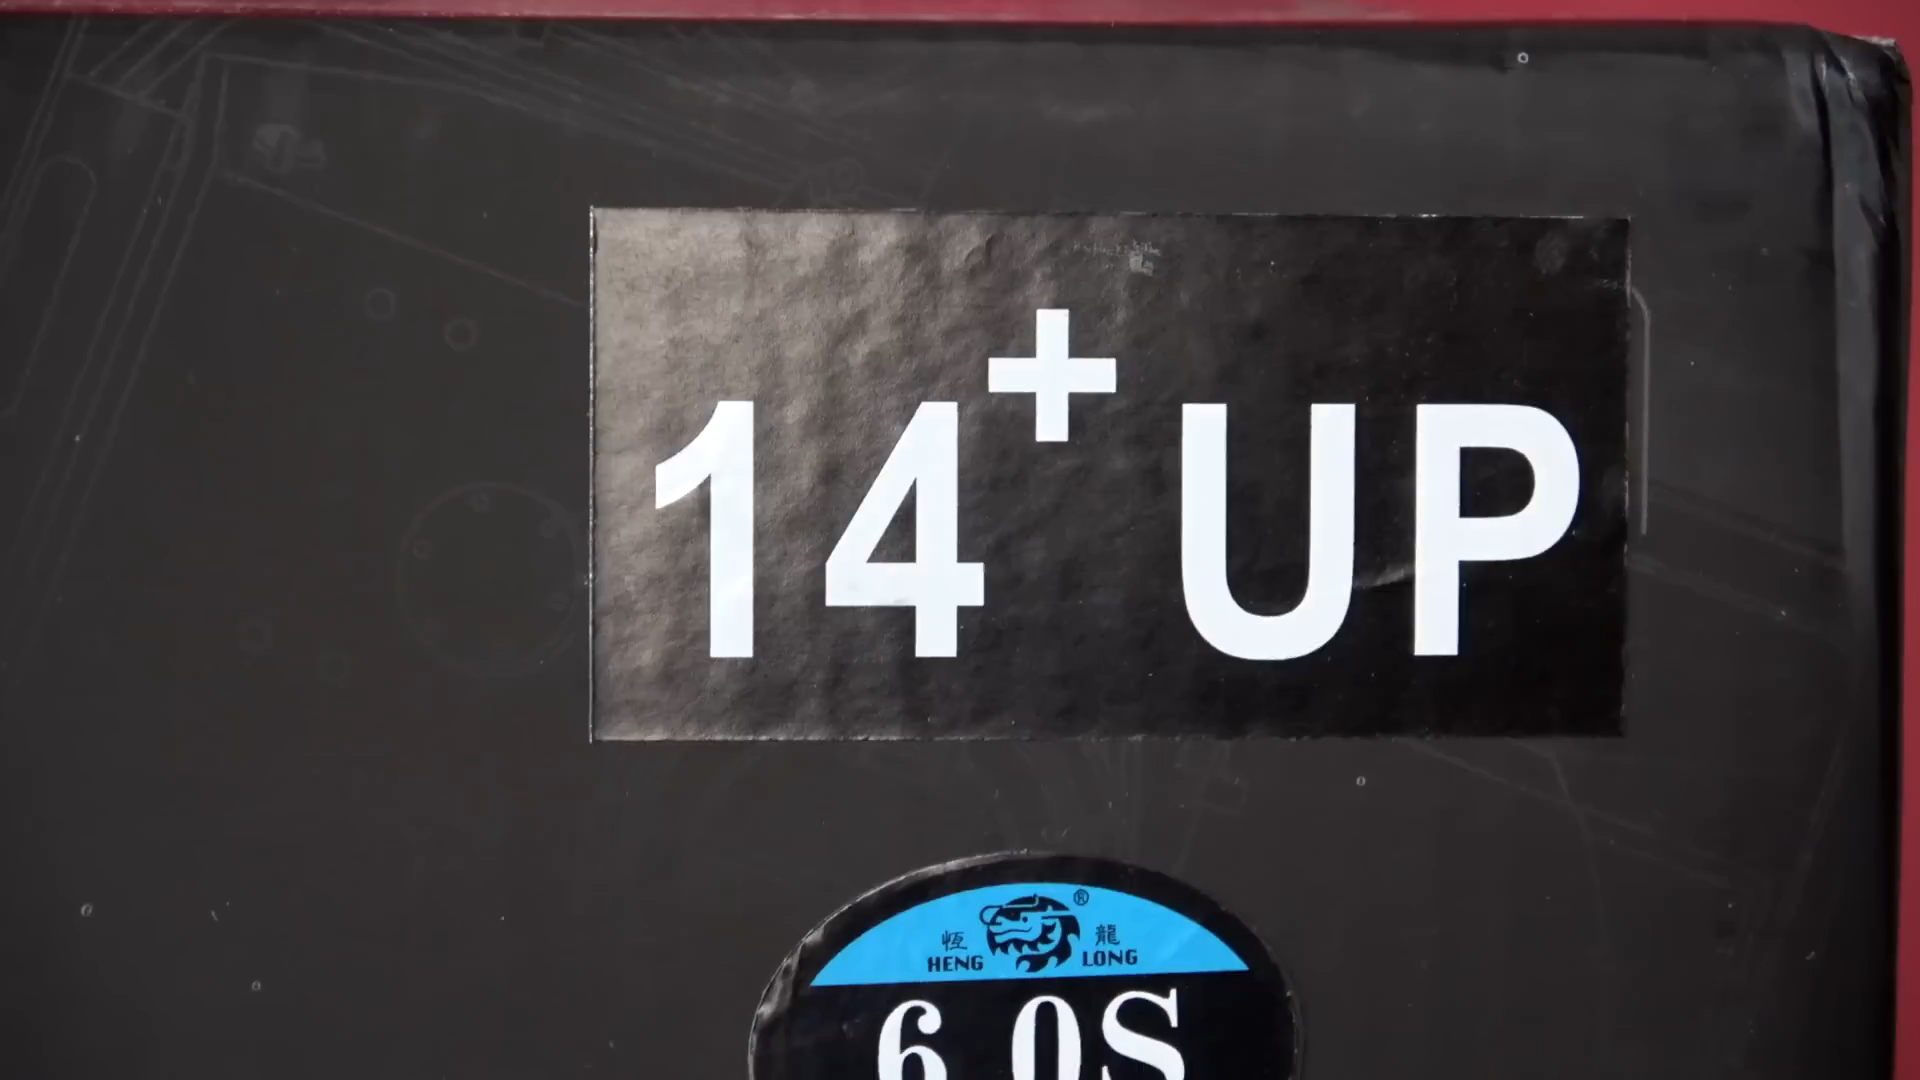 14+ UP
恆 龍 ®
HENG LONG
6.0S